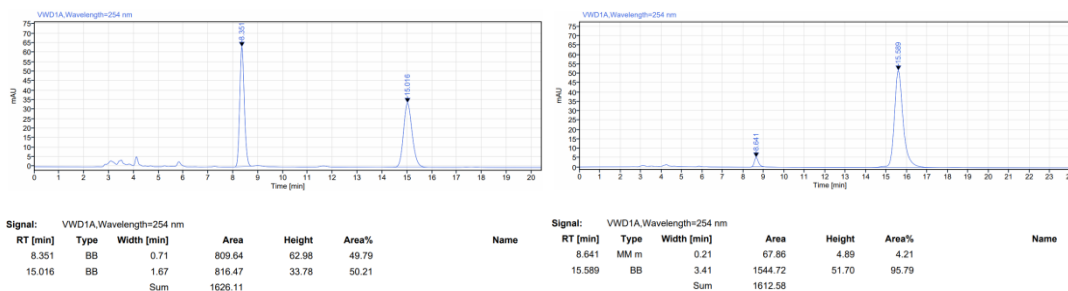 VWD1A,Wavelength=254 nm
75
70
65
60
55
50
45
40
35
30
25
20
15
10
5
0
mAU
8.351
15.016
0 1 2 3 4 5 6 7 8 9 10 11 12 13 14 15 16 17 18 19 20
Time [min]
Signal: VWD1A,Wavelength=254 nm
RT [min] Type Width [min] Area Height Area% Name
8.351 BB 0.71 809.64 62.98 49.79
15.016 BB 1.67 816.47 33.78 50.21
Sum 1626.11
VWD1A,Wavelength=254 nm
75
70
65
60
55
50
45
40
35
30
25
20
15
10
5
0
mAU
8.641
15.589
0 1 2 3 4 5 6 7 8 9 10 11 12 13 14 15 16 17 18 19 20 21 22 23
Time [min]
Signal: VWD1A,Wavelength=254 nm
RT [min] Type Width [min] Area Height Area% Name
8.641 MM m 0.21 67.86 4.89 4.21
15.589 BB 3.41 1544.72 51.70 95.79
Sum 1612.58